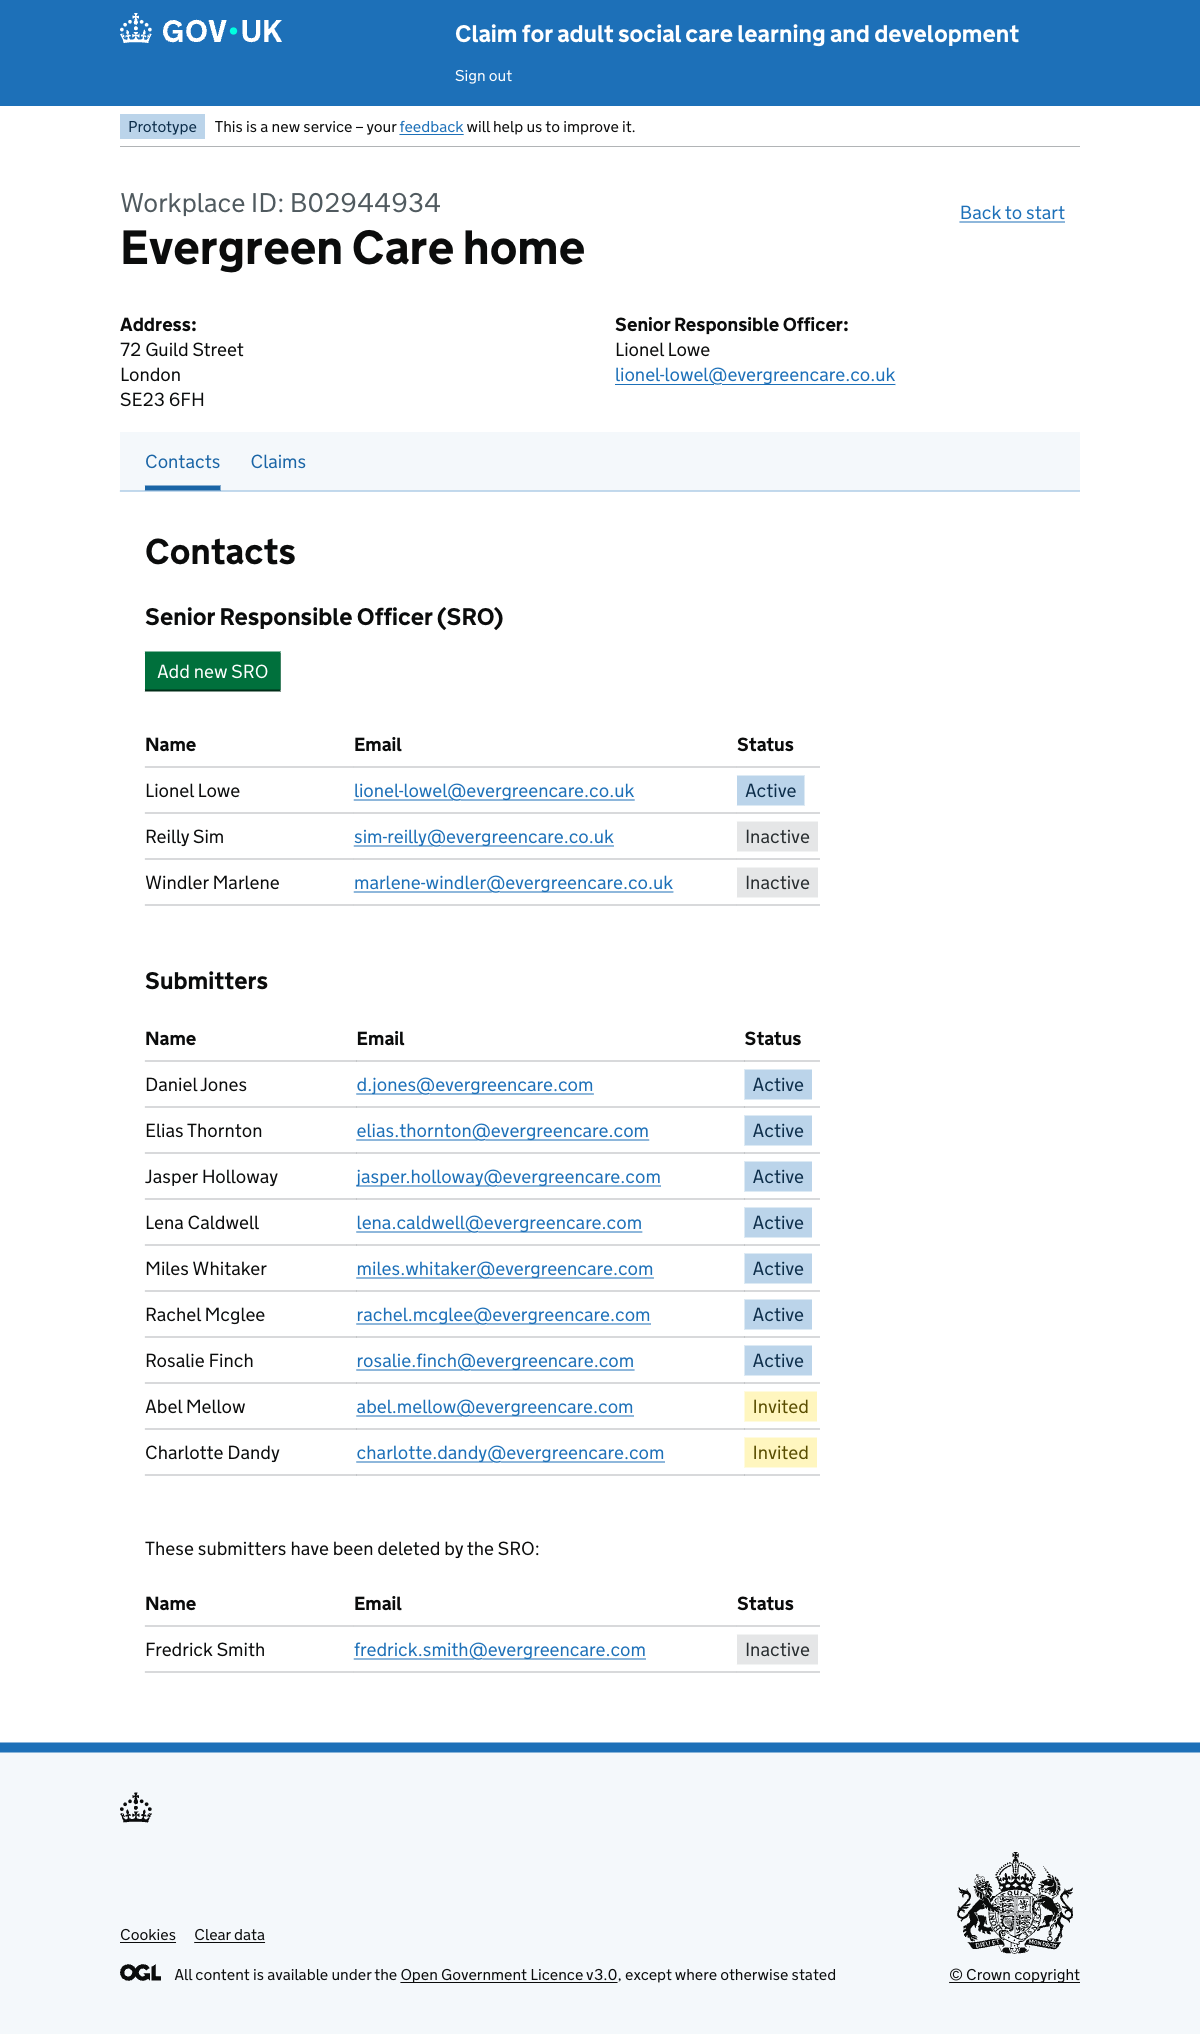 GOV·UK
Claim for adult social care learning and development
Sign out
Prototype This is a new service – your feedback will help us to improve it.
Workplace ID: B02944934
Back to start
Evergreen Care home
Address:
72 Guild Street
London
SE23 6FH
Senior Responsible Officer:
Lionel Lowe
lionel-lowel@evergreencare.co.uk
Contacts Claims
Contacts
Senior Responsible Officer (SRO)
Add new SRO
Name Email Status
Lionel Lowe lionel-lowel@evergreencare.co.uk Active
Reilly Sim sim-reilly@evergreencare.co.uk Inactive
Windler Marlene marlene-windler@evergreencare.co.uk Inactive
Submitters
Name Email Status
Daniel Jones d.jones@evergreencare.com Active
Elias Thornton elias.thornton@evergreencare.com Active
Jasper Holloway jasper.holloway@evergreencare.com Active
Lena Caldwell lena.caldwell@evergreencare.com Active
Miles Whitaker miles.whitaker@evergreencare.com Active
Rachel Mcglee rachel.mcglee@evergreencare.com Active
Rosalie Finch rosalie.finch@evergreencare.com Active
Abel Mellow abel.mellow@evergreencare.com Invited
Charlotte Dandy charlotte.dandy@evergreencare.com Invited
These submitters have been deleted by the SRO:
Name Email Status
Fredrick Smith fredrick.smith@evergreencare.com Inactive
Cookies Clear data
OGL All content is available under the Open Government Licence v3.0, except where otherwise stated
© Crown copyright